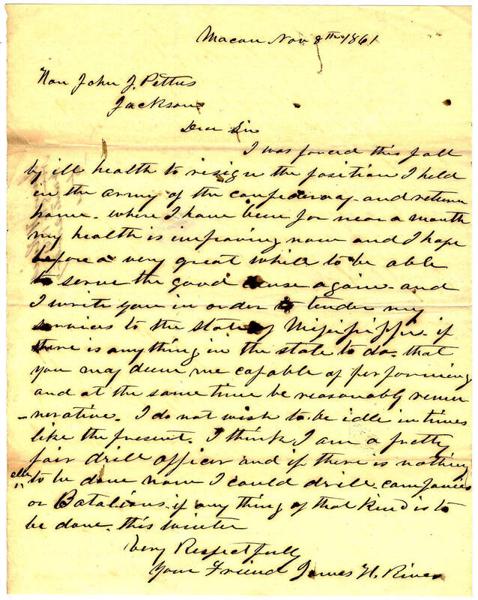 Macon Nov 8th 1861
Hon John J. Pettus
Jackson
Dear Sir
I was forced this fall
by ill health to resign the position I held
in the army of the confederacy and return
home. where I have been for near a month
my health is improving now and I hope
before a very great while to be able
to serve the good cause again. and
I write you in order to tender my
services to the state of Mississippi if
there is anything in the state to do, that
you may deem me capable of performing
and at the same time be reasonably remu
-nerative. I do not wish to be idle in times
like the present. I think I am a pretty
fair drill officer and if there is nothing
else to be done now I could drill companies
or Batalions if any thing of that kind is to
be done. this winter
Very Respectfully
Your Friend James H. Rives